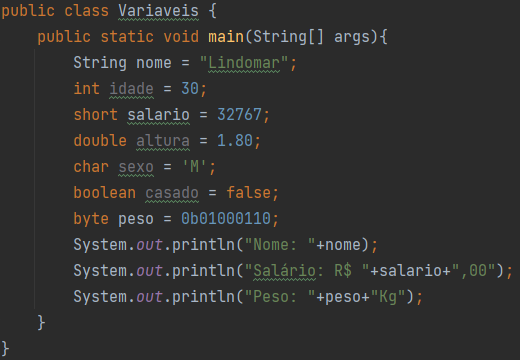 public class Variaveis {
    public static void main(String[] args){
        String nome = "Lindomar";
        int idade = 30;
        short salario = 32767;
        double altura = 1.80;
        char sexo = 'M';
        boolean casado = false;
        byte peso = 0b01000110;
        System.out.println("Nome: "+nome);
        System.out.println("Salário: R$ "+salario+",00");
        System.out.println("Peso: "+peso+"Kg");
    }
}